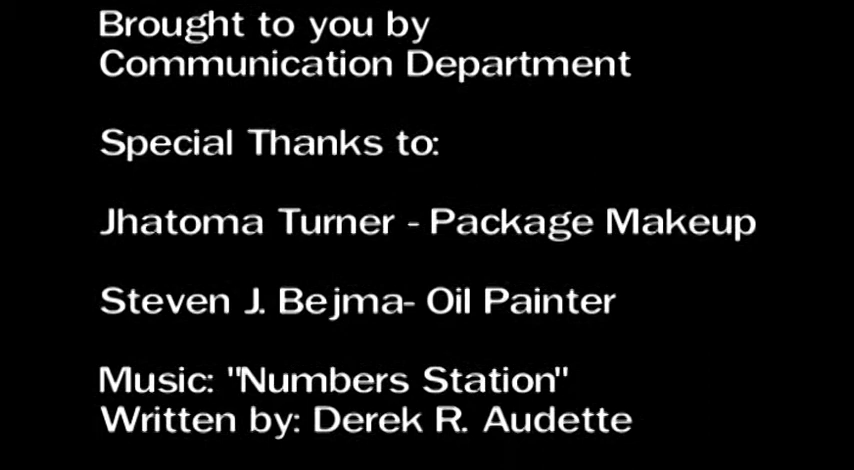 Brought to you by
Communication Department
Special Thanks to:
Jhatoma Turner - Package Makeup
Steven J. Bejma- Oil Painter
Music: "Numbers Station"
Written by: Derek R. Audette